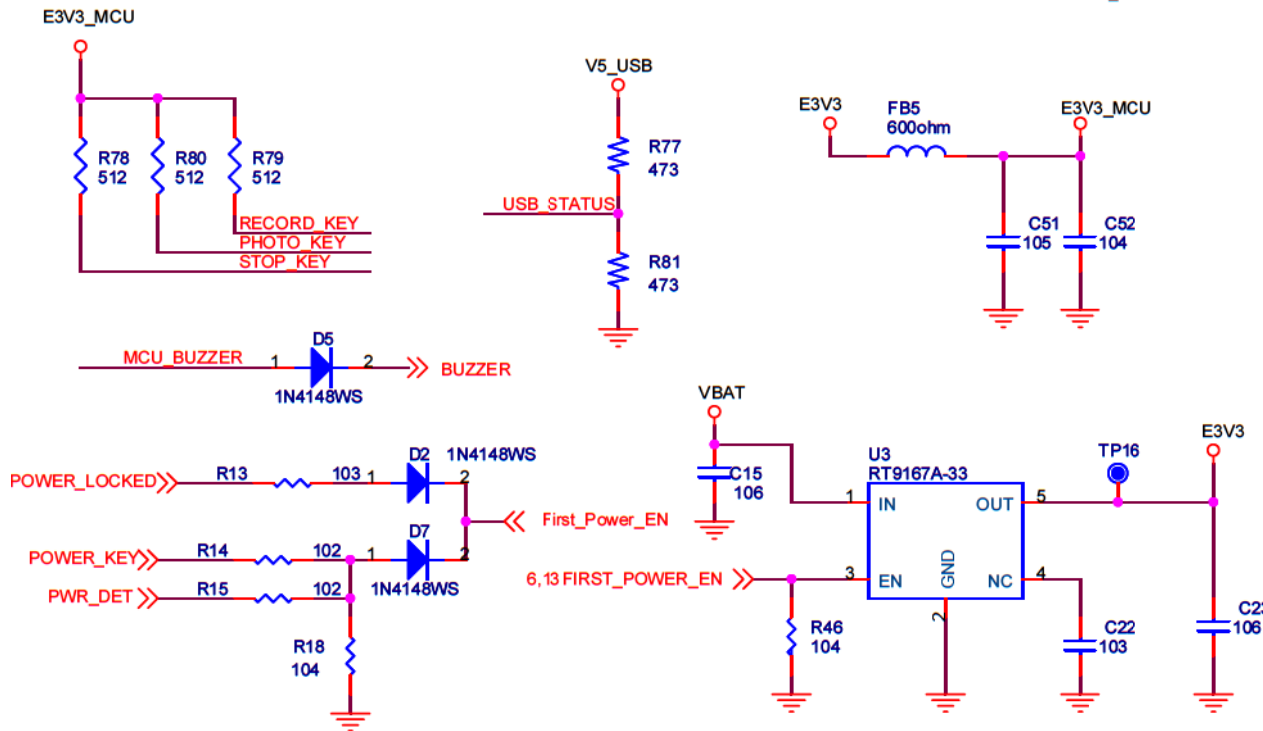 E3V3_MCU
R78
512
R80
512
R79
512
RECORD_KEY
PHOTO_KEY
STOP_KEY
V5_USB
R77
473
USB_STATUS
R81
473
E3V3
FB5
600ohm
E3V3_MCU
C51
105
C52
104
MCU_BUZZER
1
D5
2
BUZZER
1N4148WS
POWER_LOCKED
R13
103
1
D2
1N4148WS
2
First_Power_EN
POWER_KEY
R14
102
1
D7
2
1N4148WS
PWR_DET
R15
102
R18
104
VBAT
C15
106
U3
RT9167A-33
1
IN
OUT
5
TP16
E3V3
6,13 FIRST_POWER_EN
3
EN
GND
2
NC
4
R46
104
C22
103
C23
106